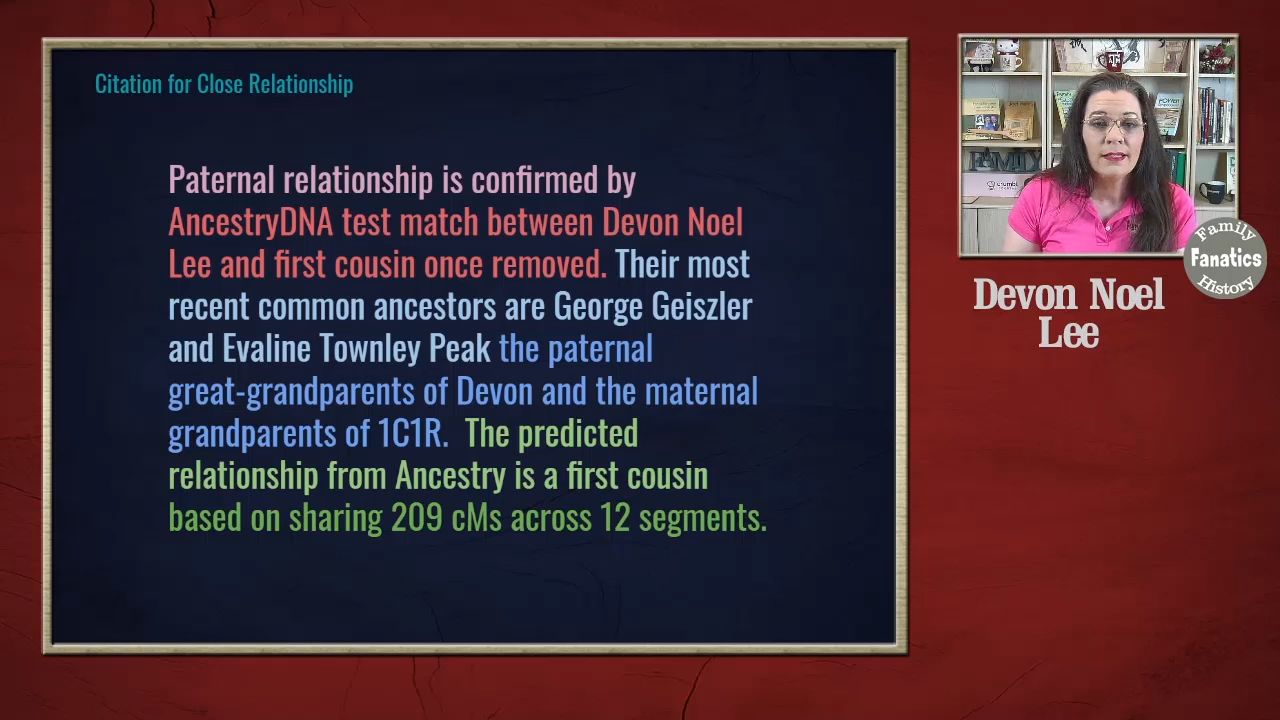 Citation for Close Relationship
Paternal relationship is confirmed by
AncestryDNA test match between Devon Noel
Lee and first cousin once removed. Their most
recent common ancestors are George Geiszler
and Evaline Townley Peak the paternal
great-grandparents of Devon and the maternal
grandparents of 1C1R. The predicted
relationship from Ancestry is a first cousin
based on sharing 209 cMs across 12 segments.
FAMILY
crumbl
Family
Fanatics
History
Devon Noel
Lee